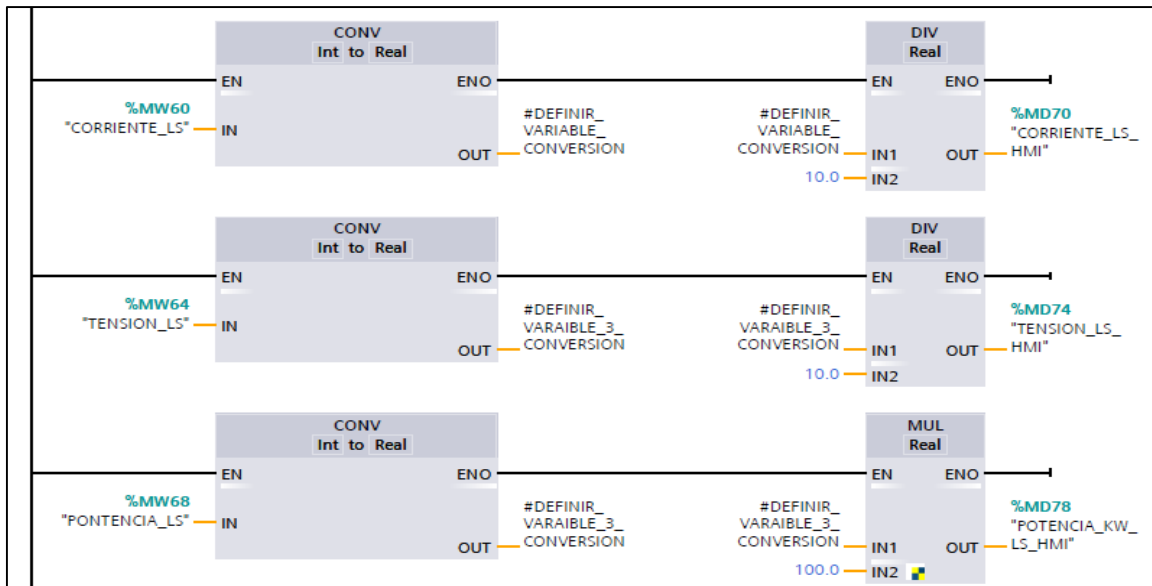 CONV
Int to Real
DIV
Real
EN
ENO
EN
ENO
%MW60
"CORRIENTE_LS"
IN
OUT
#DEFINIR_
VARIABLE_
CONVERSION
#DEFINIR_
VARIABLE_
CONVERSION
IN1
10.0
IN2
OUT
%MD70
"CORRIENTE_LS_
HMI"
CONV
Int to Real
DIV
Real
EN
ENO
EN
ENO
%MW64
"TENSION_LS"
IN
OUT
#DEFINIR_
VARAIBLE_3_
CONVERSION
#DEFINIR_
VARAIBLE_3_
CONVERSION
IN1
10.0
IN2
OUT
%MD74
"TENSION_LS_
HMI"
CONV
Int to Real
MUL
Real
EN
ENO
EN
ENO
%MW68
"PONTENCIA_LS"
IN
OUT
#DEFINIR_
VARAIBLE_3_
CONVERSION
#DEFINIR_
VARAIBLE_3_
CONVERSION
IN1
100.0
IN2
OUT
%MD78
"POTENCIA_KW_
LS_HMI"